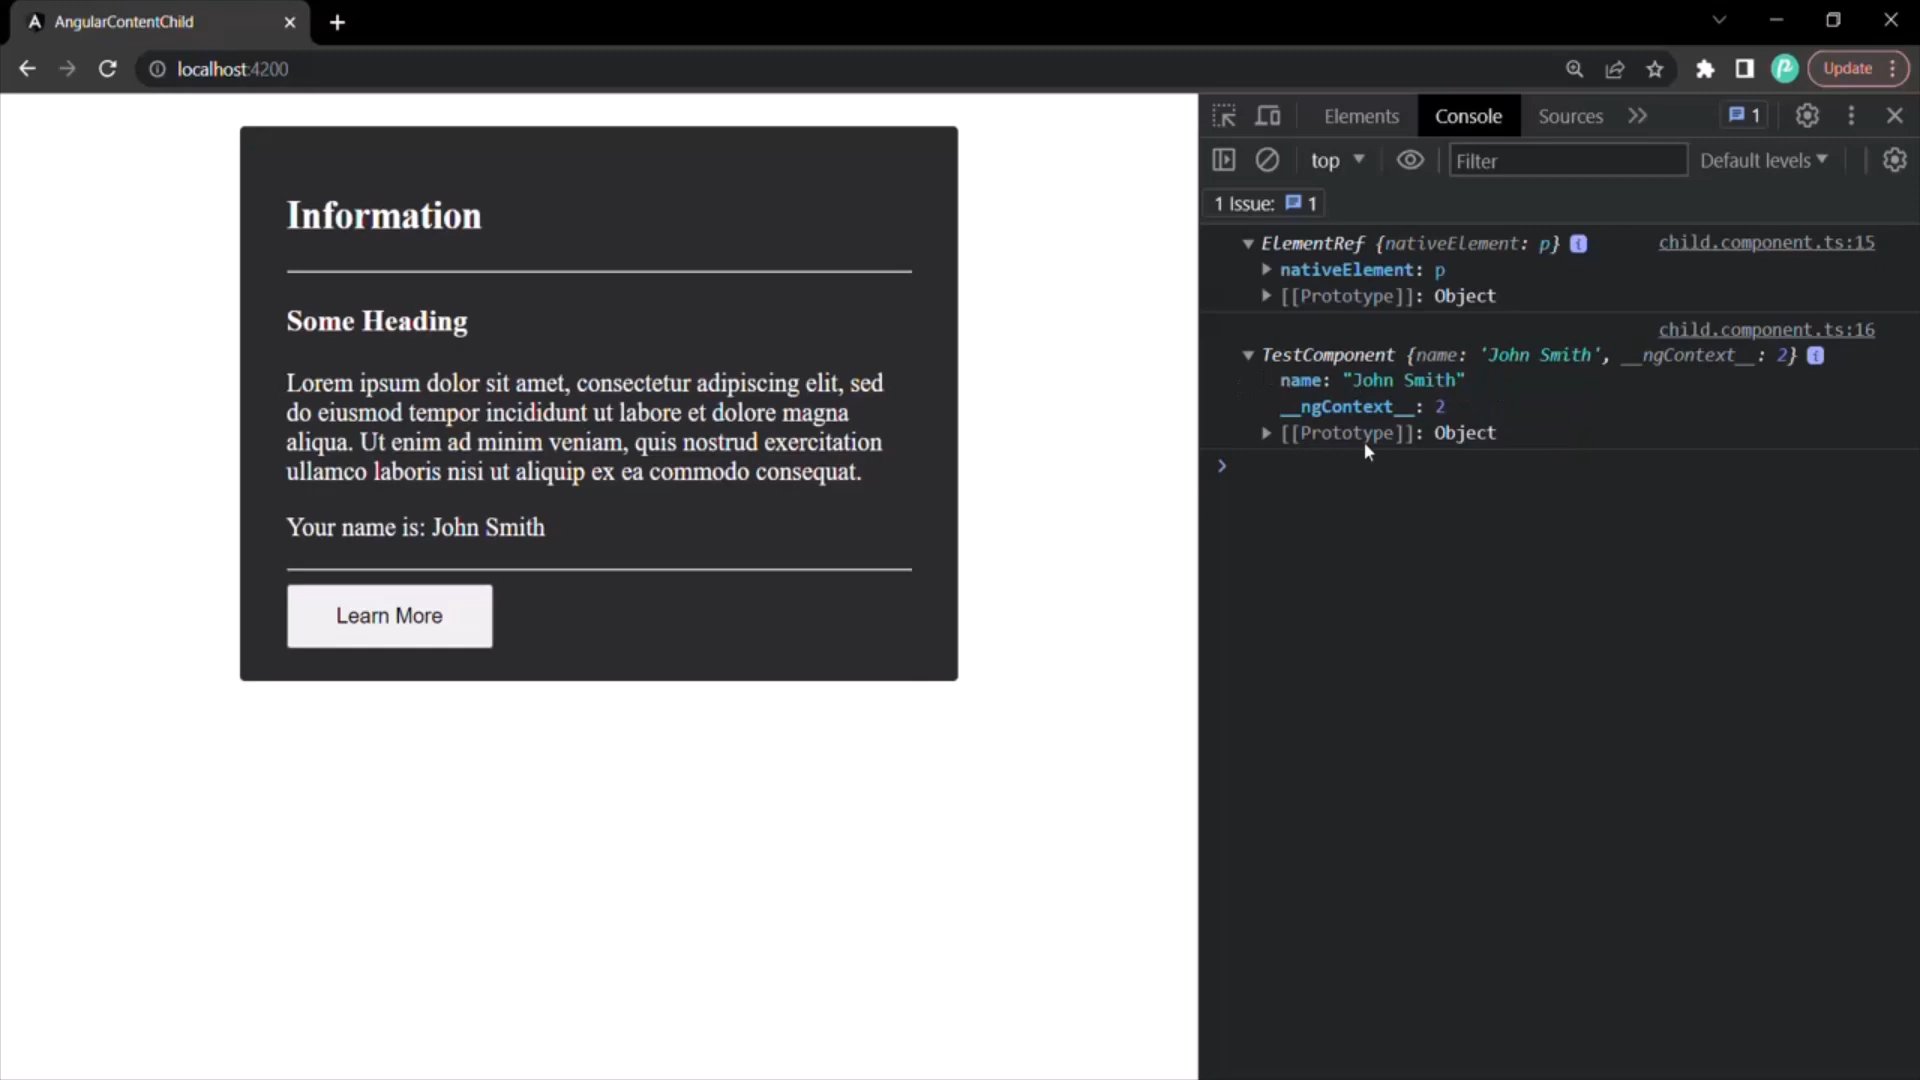 AngularContentChild
localhost:4200
Update
Information
Some Heading
Lorem ipsum dolor sit amet, consectetur adipiscing elit, sed
do eiusmod tempor incididunt ut labore et dolore magna
aliqua. Ut enim ad minim veniam, quis nostrud exercitation
ullamco laboris nisi ut aliquip ex ea commodo consequat.
Your name is: John Smith
Learn More
Elements Console Sources 1
top Filter Default levels
1 Issue: 1
ElementRef {nativeElement: p} child.component.ts:15
nativeElement: p
[[Prototype]]: Object
child.component.ts:16
TestComponent {name: 'John Smith', __ngContext__: 2}
name: "John Smith"
__ngContext__: 2
[[Prototype]]: Object